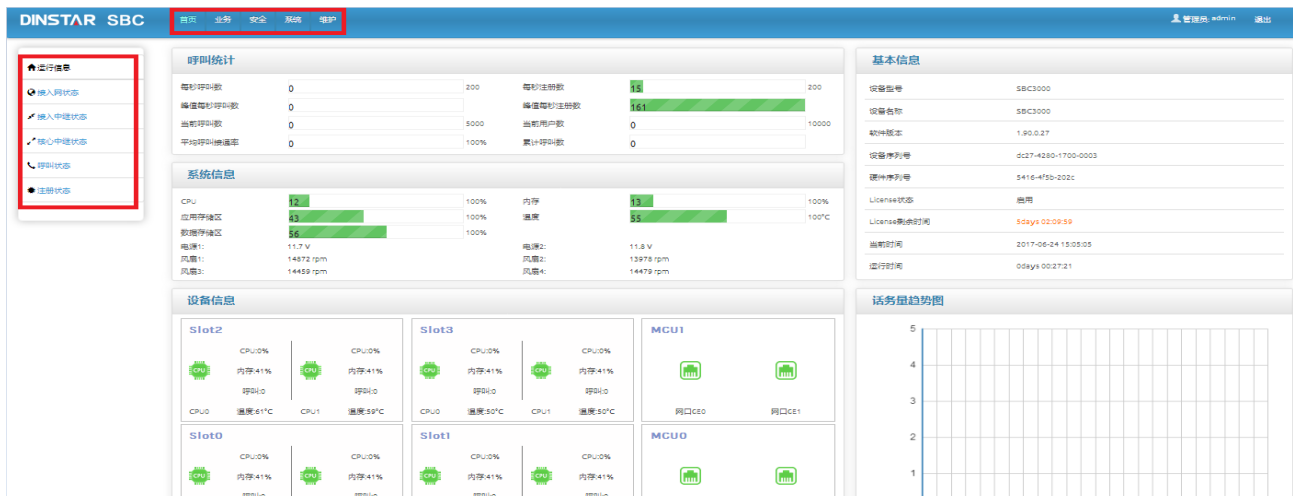 DINSTAR SBC 首页 业务 安全 系统 维护 管理员: admin 退出
运行信息
接入网状态
接入中继状态
核心中继状态
呼叫状态
注册状态
呼叫统计
每秒呼叫数 0 200 每秒注册数 15 200
峰值每秒呼叫数 0 峰值每秒注册数 161
当前呼叫数 0 5000 当前用户数 0 10000
平均呼叫接通率 0 100% 累计呼叫数 0
系统信息
CPU 12 100% 内存 13 100%
应用存储区 43 100% 温度 55 100°C
数据存储区 56 100%
电源1: 11.7 V 电源2: 11.8 V
风扇1: 14872 rpm 风扇2: 13978 rpm
风扇3: 14459 rpm 风扇4: 14479 rpm
设备信息
Slot2 Slot3 MCU1
CPU:0% CPU:0% CPU:0% CPU:0%
CPU 内存:41% CPU 内存:41% CPU 内存:41% CPU 内存:41%
呼叫:0 呼叫:0 呼叫:0 呼叫:0
CPU0 温度:61°C CPU1 温度:59°C CPU0 温度:50°C CPU1 温度:50°C 网口GE0 网口GE1
Slot0 Slot1 MCU0
CPU:0% CPU:0% CPU:0% CPU:0%
CPU 内存:41% CPU 内存:41% CPU 内存:41% CPU 内存:41%
基本信息
设备型号 SBC3000
设备名称 SBC3000
软件版本 1.90.0.27
设备序列号 dc27-4280-1700-0003
硬件序列号 5416-4f5b-202c
License状态 启用
License剩余时间 5days 02:09:59
当前时间 2017-06-24 15:05:05
运行时间 0days 00:27:21
话务量趋势图
5
4
3
2
1